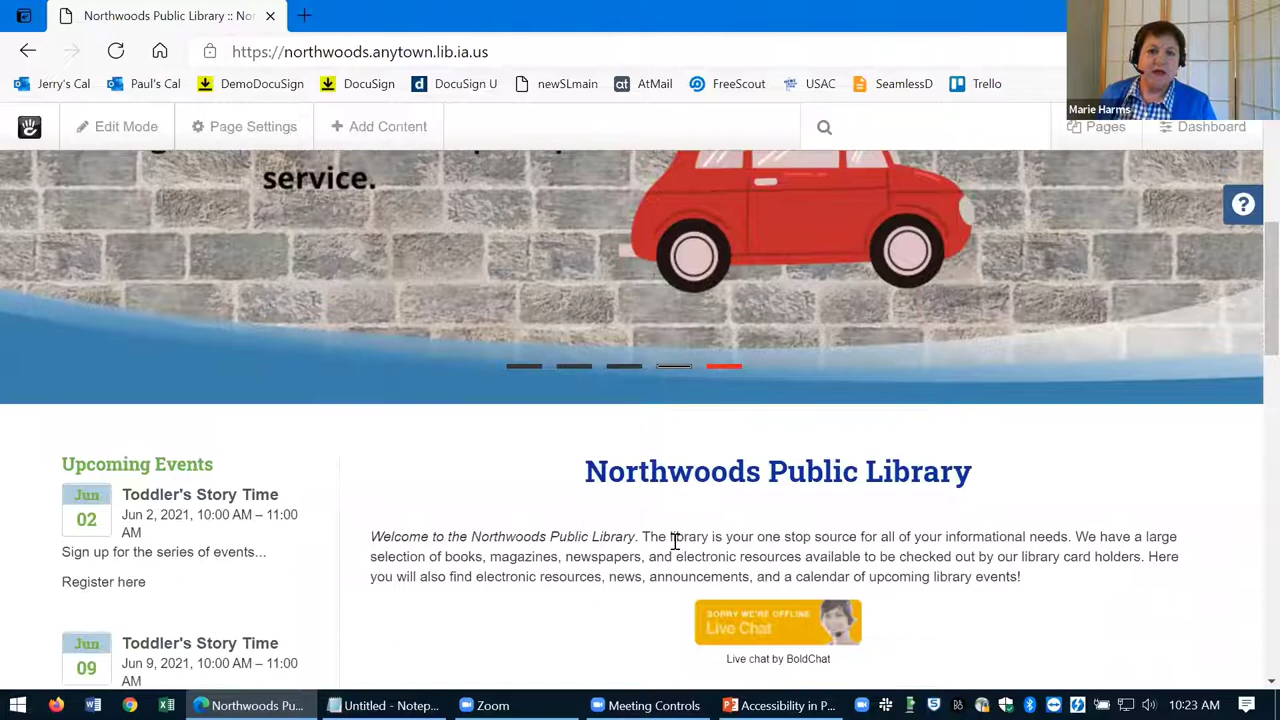 Northwoods Public Library :: Nor
https://northwoods.anytown.lib.ia.us
Jerry's Cal Paul's Cal DemoDocuSign DocuSign DocuSign U newSLmain AtMail FreeScout USAC SeamlessD Trello
Marie Harms
Edit Mode Page Settings Add Content Pages Dashboard
service.
Upcoming Events
Jun
02
Toddler's Story Time
Jun 2, 2021, 10:00 AM – 11:00
AM
Sign up for the series of events...
Register here
Jun
09
Toddler's Story Time
Jun 9, 2021, 10:00 AM – 11:00
AM
Northwoods Public Library
Welcome to the Northwoods Public Library. The library is your one stop source for all of your informational needs. We have a large
selection of books, magazines, newspapers, and electronic resources available to be checked out by our library card holders. Here
you will also find electronic resources, news, announcements, and a calendar of upcoming library events!
SORRY WE'RE OFFLINE
Live Chat
Live chat by BoldChat
Northwoods Pu... Untitled - Notep... Zoom Meeting Controls Accessibility in P... 10:23 AM